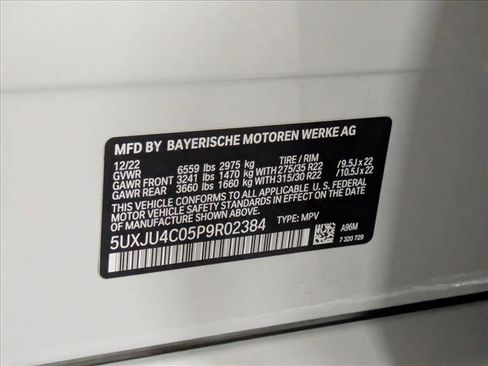 MFD BY BAYERISCHE MOTOREN WERKE AG
12/22 TIRE / RIM
GVWR 6559 lbs 2975 kg
GAWR FRONT 3241 lbs 1470 kg WITH 275/35 R22 / 9.5J x 22
GAWR REAR 3660 lbs 1660 kg WITH 315/30 R22 / 10.5J x 22
THIS VEHICLE CONFORMS TO ALL APPLICABLE U.S. FEDERAL
MOTOR VEHICLE SAFETY STANDARDS IN EFFECT ON THE
DATE OF MANUFACTURE SHOWN ABOVE.
5UXJU4C05P9R02384 TYPE: MPV
A96M
7 320 729